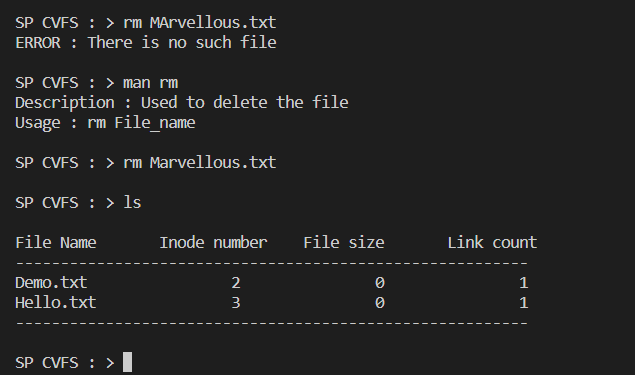 SP CVFS : > rm MArvellous.txt
ERROR : There is no such file
SP CVFS : > man rm
Description : Used to delete the file
Usage : rm File_name
SP CVFS : > rm Marvellous.txt
SP CVFS : > ls
File Name Inode number File size Link count
---------------------------------------------------------
Demo.txt 2 0 1
Hello.txt 3 0 1
---------------------------------------------------------
SP CVFS : >